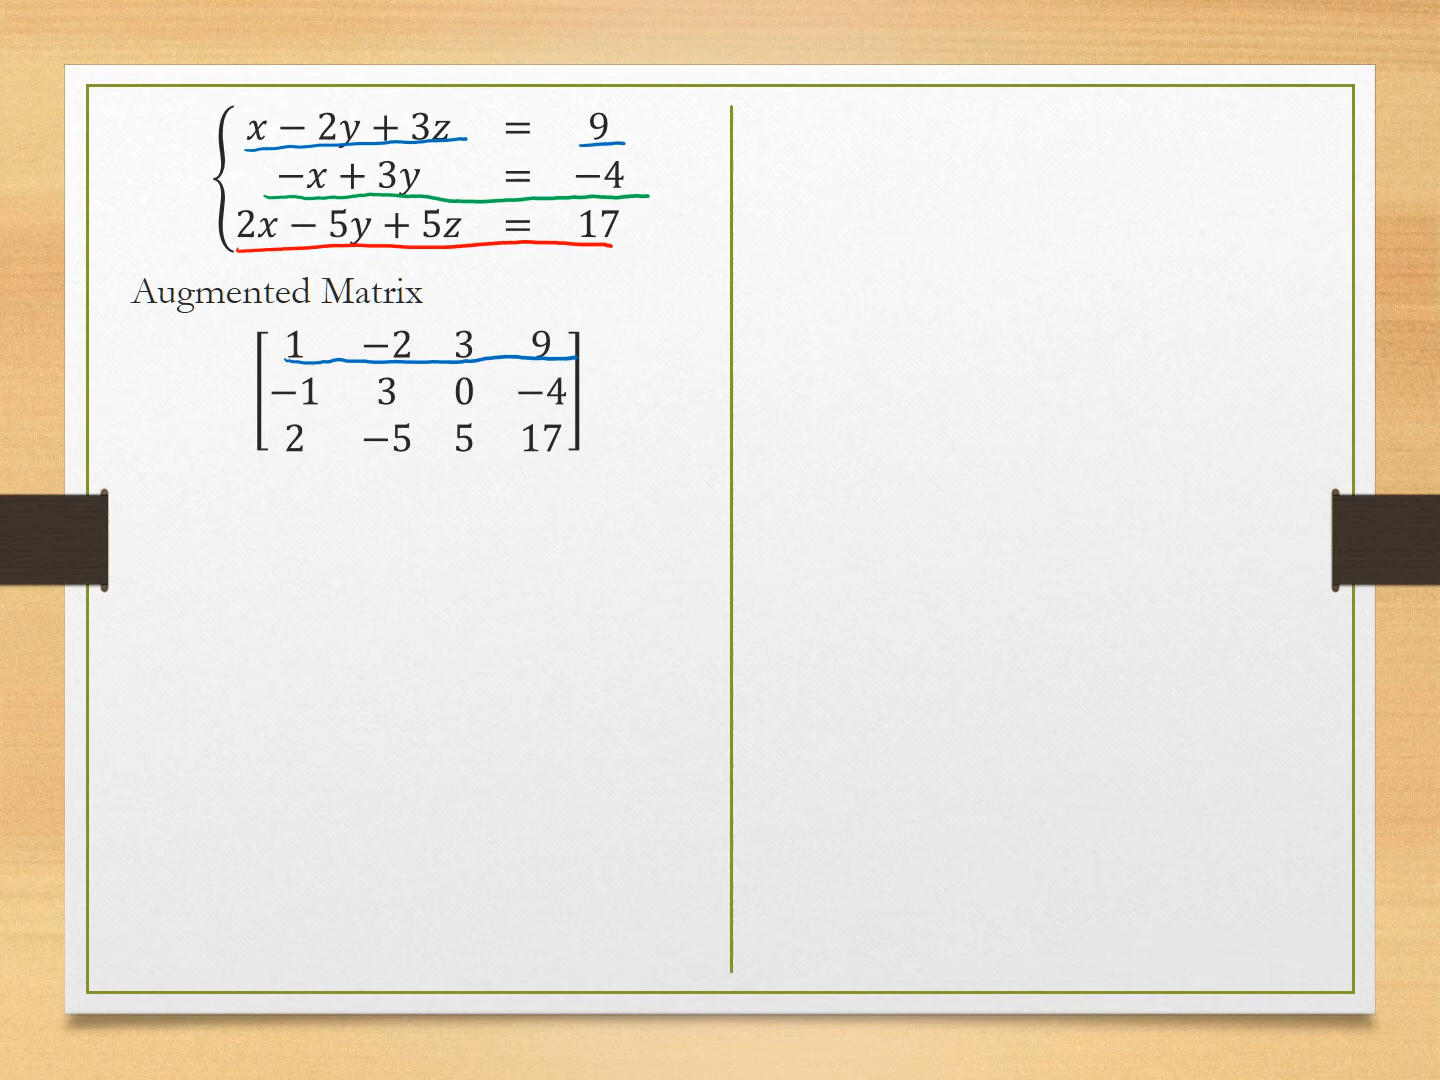 x − 2y + 3z = 9
−x + 3y = −4
2x − 5y + 5z = 17
Augmented Matrix
1 −2 3 9
−1 3 0 −4
2 −5 5 17